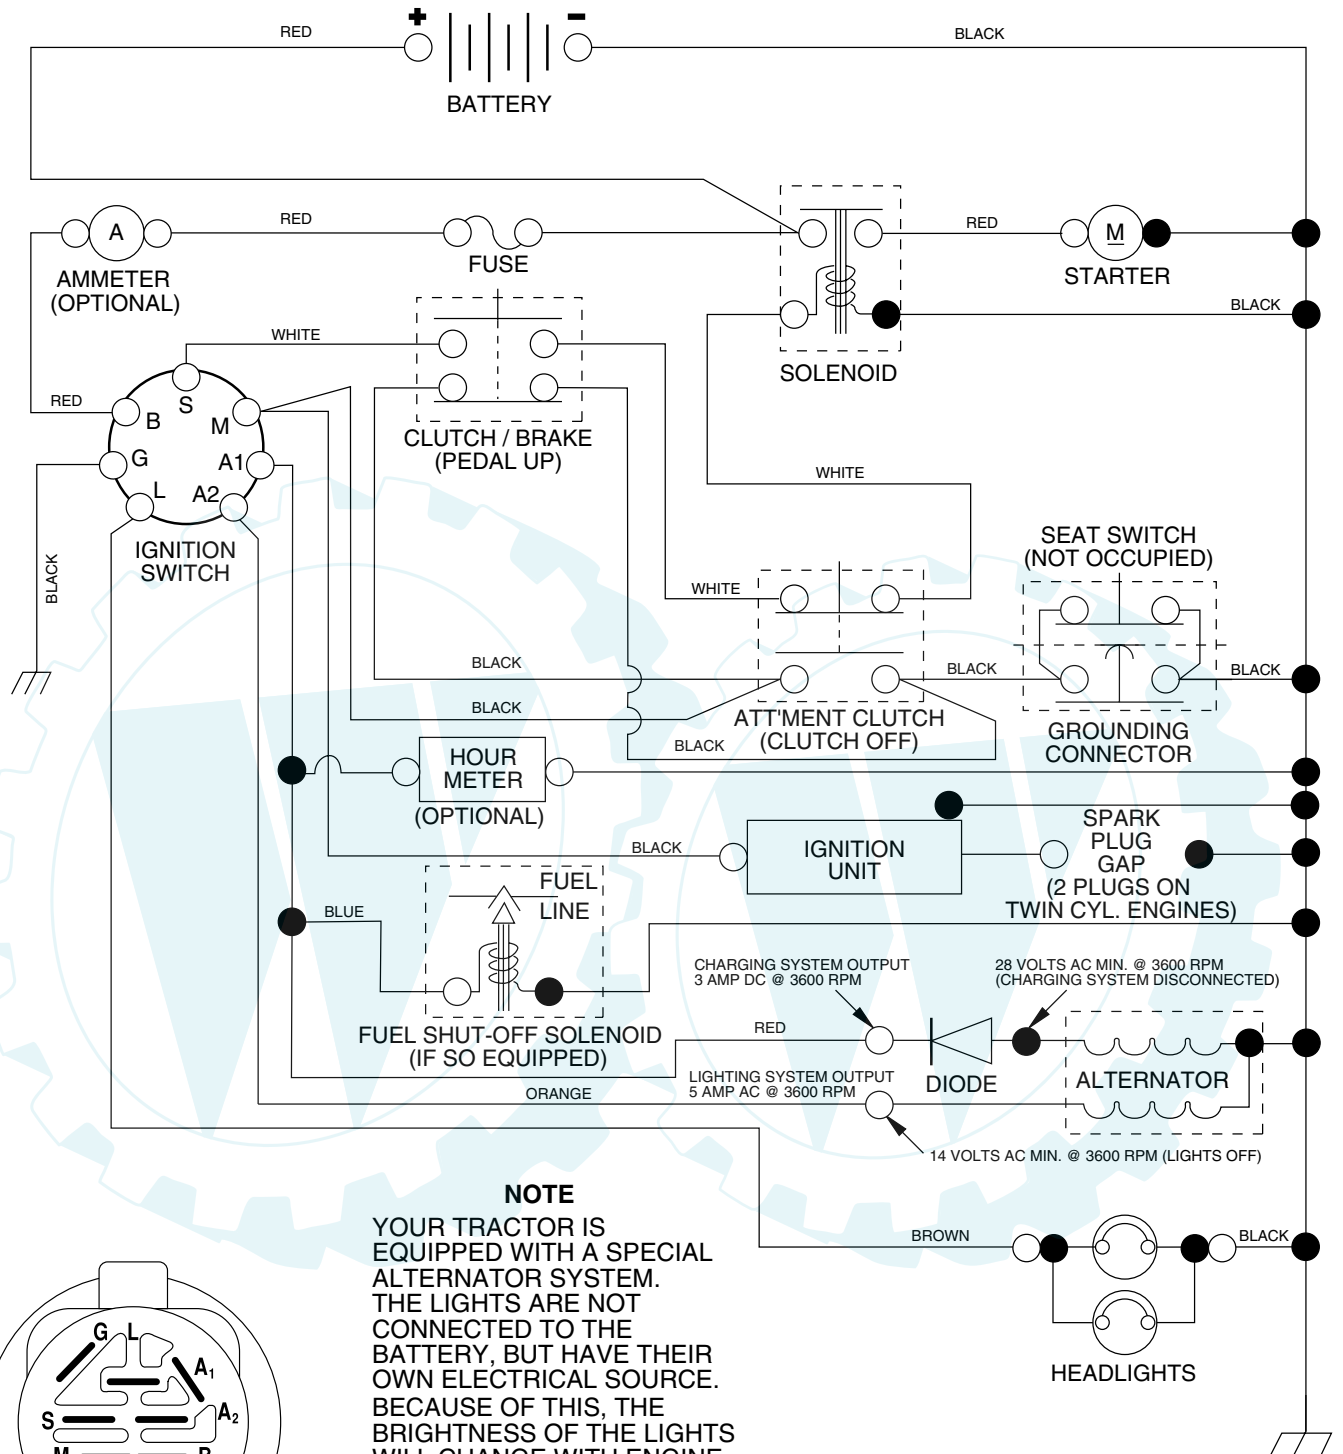 +
−
RED
BLACK
BATTERY
A
RED
RED
M
AMMETER
(OPTIONAL)
FUSE
STARTER
BLACK
WHITE
SOLENOID
RED
S
B
M
G
A1
L
A2
CLUTCH / BRAKE
(PEDAL UP)
WHITE
IGNITION
SWITCH
BLACK
SEAT SWITCH
(NOT OCCUPIED)
WHITE
BLACK
BLACK
BLACK
BLACK
ATT'MENT CLUTCH
(CLUTCH OFF)
BLACK
GROUNDING
CONNECTOR
HOUR
METER
(OPTIONAL)
BLACK
IGNITION
UNIT
SPARK
PLUG
GAP
(2 PLUGS ON
TWIN CYL. ENGINES)
FUEL
LINE
BLUE
CHARGING SYSTEM OUTPUT
3 AMP DC @ 3600 RPM
28 VOLTS AC MIN. @ 3600 RPM
(CHARGING SYSTEM DISCONNECTED)
FUEL SHUT-OFF SOLENOID
(IF SO EQUIPPED)
RED
DIODE
ALTERNATOR
ORANGE
LIGHTING SYSTEM OUTPUT
5 AMP AC @ 3600 RPM
14 VOLTS AC MIN. @ 3600 RPM (LIGHTS OFF)
NOTE
YOUR TRACTOR IS
EQUIPPED WITH A SPECIAL
ALTERNATOR SYSTEM.
THE LIGHTS ARE NOT
CONNECTED TO THE
BATTERY, BUT HAVE THEIR
OWN ELECTRICAL SOURCE.
BECAUSE OF THIS, THE
BRIGHTNESS OF THE LIGHTS
WILL CHANGE WITH ENGINE
BROWN
BLACK
HEADLIGHTS
G
L
A1
A2
S
M
B